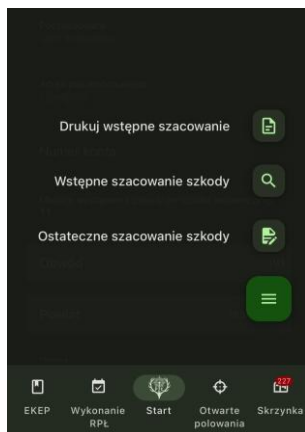 Drukuj wstępne szacowanie
Wstępne szacowanie szkody
Ostateczne szacowanie szkody
227
EKEP
Wykonanie
RPŁ
Start
Otwarte
polowania
Skrzynka